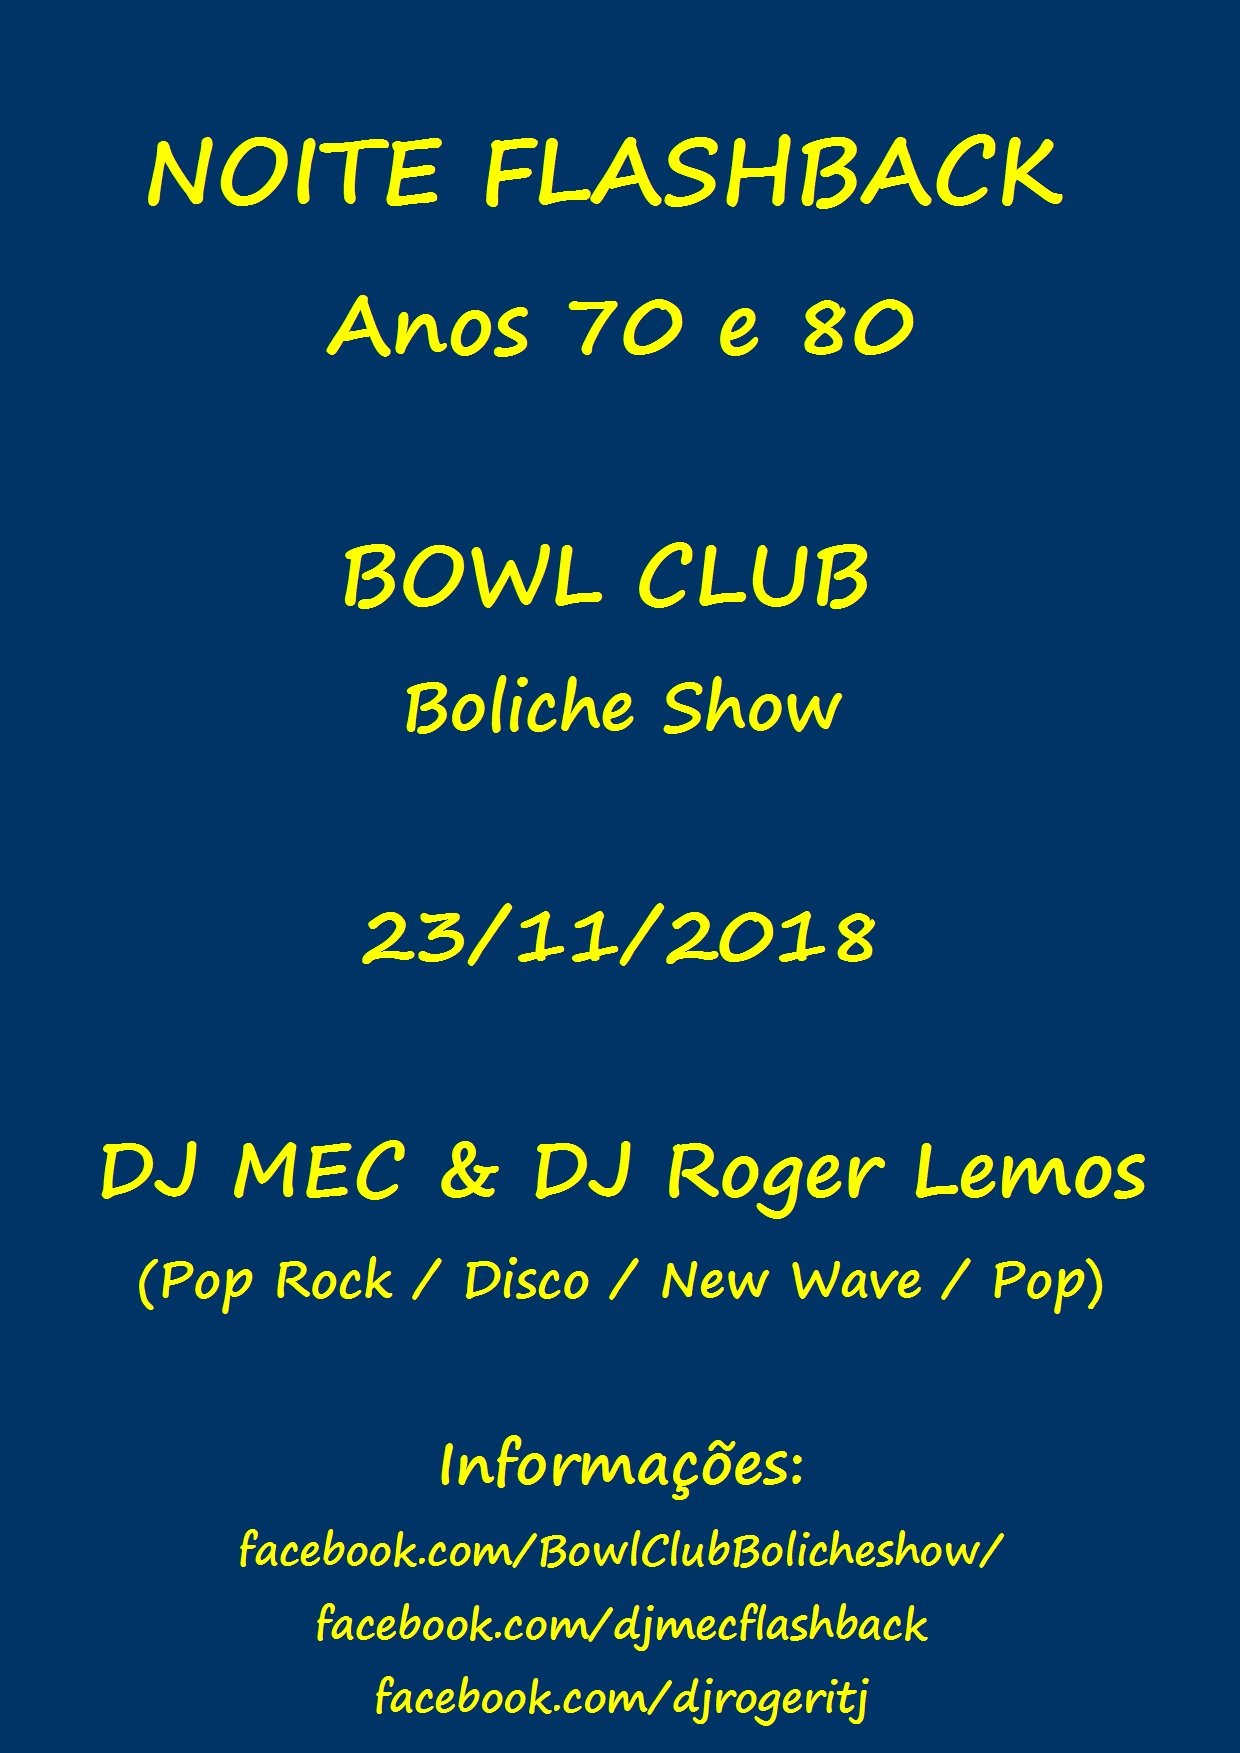 NOITE FLASHBACK
Anos 70 e 80
BOWL CLUB
Boliche Show
23/11/2018
DJ MEC & DJ Roger Lemos
(Pop Rock / Disco / New Wave / Pop)
Informações:
facebook.com/BowlClubBolicheshow/
facebook.com/djmecflashback
facebook.com/djrogeritj